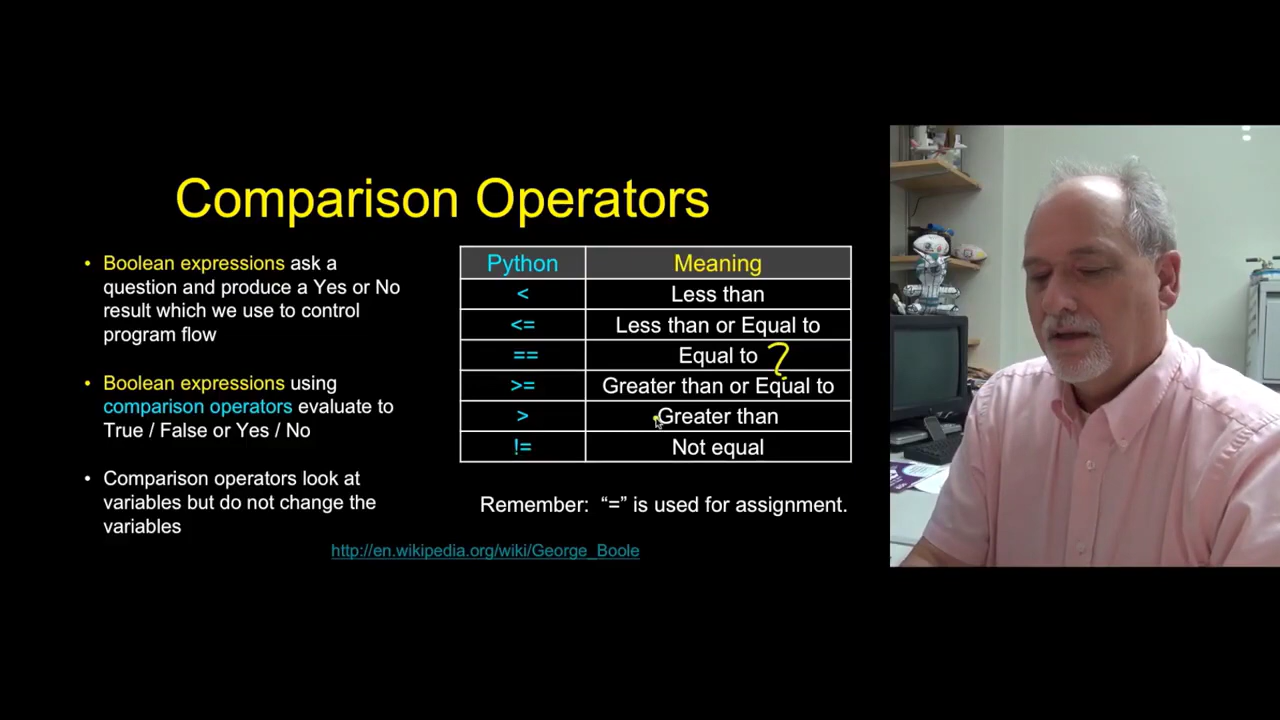 Comparison Operators
• Boolean expressions ask a
question and produce a Yes or No
result which we use to control
program flow
• Boolean expressions using
comparison operators evaluate to
True / False or Yes / No
• Comparison operators look at
variables but do not change the
variables
Python Meaning
< Less than
<= Less than or Equal to
== Equal to ?
>= Greater than or Equal to
> Greater than
!= Not equal
Remember: “=” is used for assignment.
http://en.wikipedia.org/wiki/George_Boole